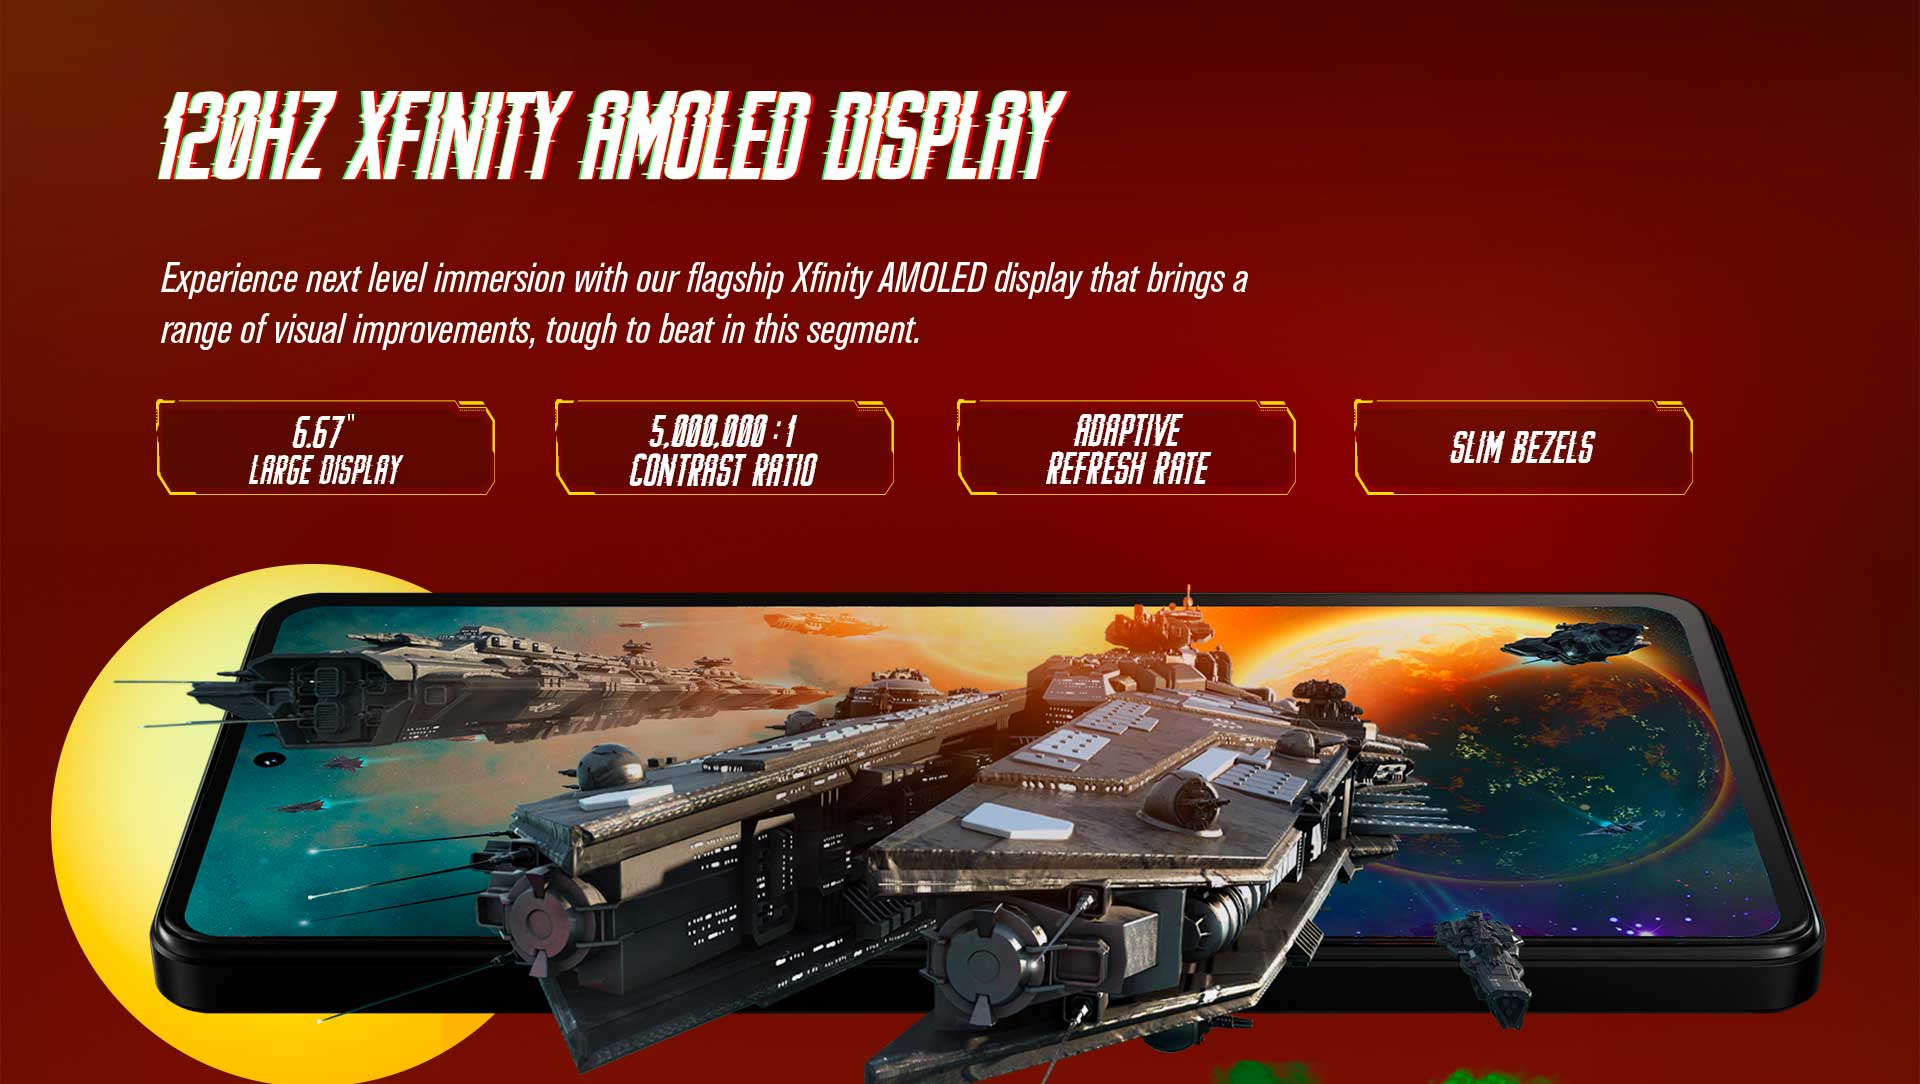 120HZ XFINITY AMOLED DISPLAY
Experience next level immersion with our flagship Xfinity AMOLED display that brings a
range of visual improvements, tough to beat in this segment.
6.67"
LARGE DISPLAY
5,000,000 : 1
CONTRAST RATIO
ADAPTIVE
REFRESH RATE
SLIM BEZELS